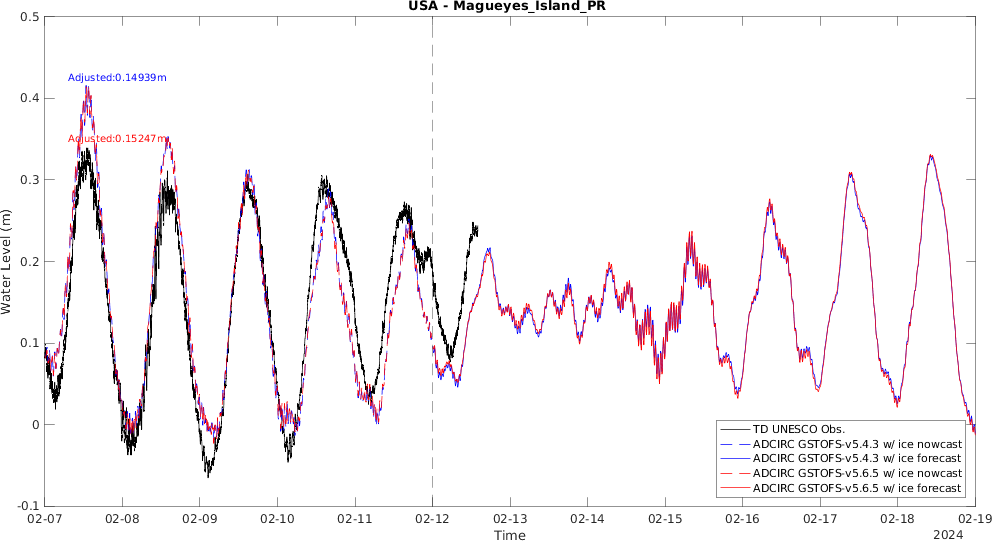 USA - Magueyes_Island_PR
0.5
0.4
0.3
0.2
0.1
0
-0.1
Water Level (m)
Adjusted:0.14939m
Adjusted:0.15247m
TD UNESCO Obs.
ADCIRC GSTOFS-v5.4.3 w/ ice nowcast
ADCIRC GSTOFS-v5.4.3 w/ ice forecast
ADCIRC GSTOFS-v5.6.5 w/ ice nowcast
ADCIRC GSTOFS-v5.6.5 w/ ice forecast
02-07 02-08 02-09 02-10 02-11 02-12 02-13 02-14 02-15 02-16 02-17 02-18 02-19
Time
2024